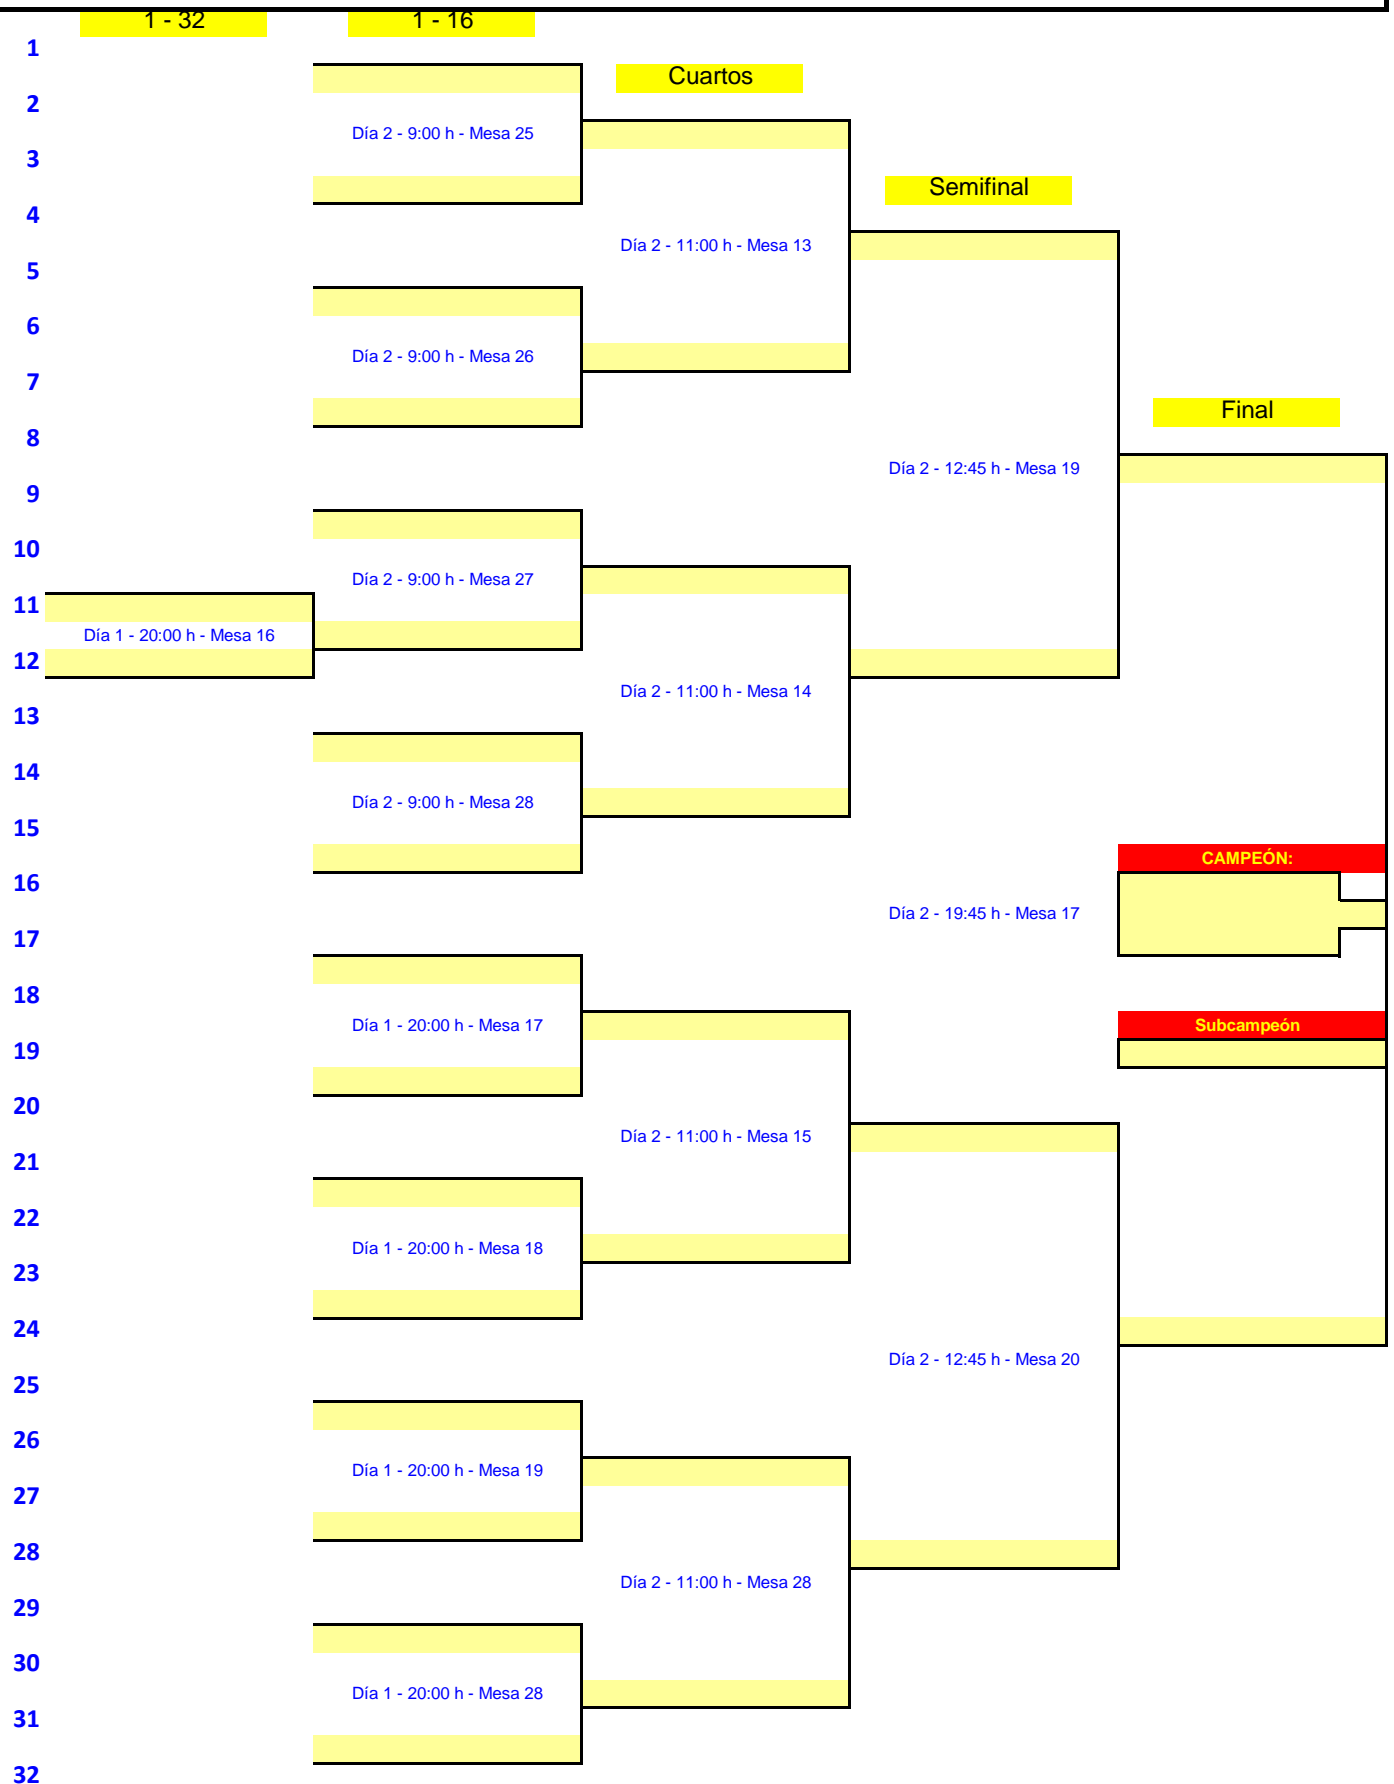 1 - 32
1 - 16
1
Cuartos
2
Día 2 - 9:00 h - Mesa 25
3
Semifinal
4
Día 2 - 11:00 h - Mesa 13
5
6
Día 2 - 9:00 h - Mesa 26
7
Final
8
Día 2 - 12:45 h - Mesa 19
9
10
Día 2 - 9:00 h - Mesa 27
11
Día 1 - 20:00 h - Mesa 16
12
Día 2 - 11:00 h - Mesa 14
13
14
Día 2 - 9:00 h - Mesa 28
15
CAMPEÓN:
16
Día 2 - 19:45 h - Mesa 17
17
18
Día 1 - 20:00 h - Mesa 17
Subcampeón
19
20
Día 2 - 11:00 h - Mesa 15
21
22
Día 1 - 20:00 h - Mesa 18
23
24
Día 2 - 12:45 h - Mesa 20
25
26
Día 1 - 20:00 h - Mesa 19
27
28
Día 2 - 11:00 h - Mesa 28
29
30
Día 1 - 20:00 h - Mesa 28
31
32